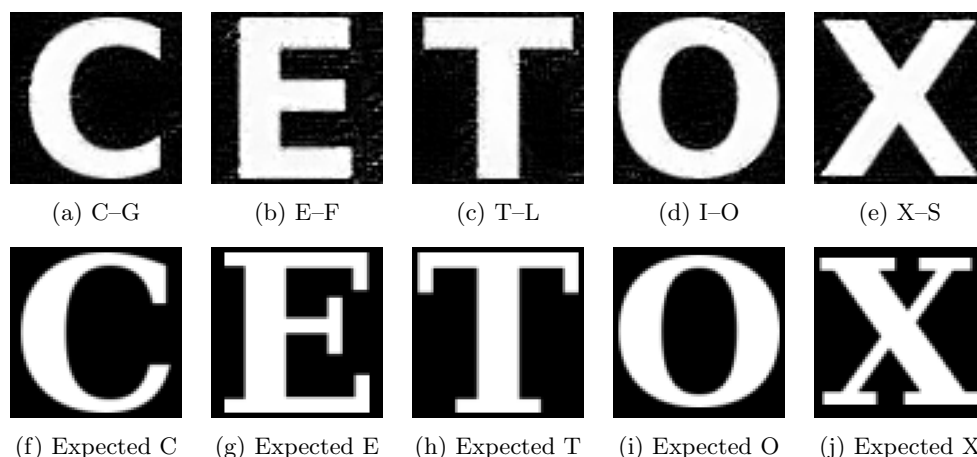 C E T O X
(a) C–G (b) E–F (c) T–L (d) I–O (e) X–S
C E T O X
(f) Expected C (g) Expected E (h) Expected T (i) Expected O (j) Expected X